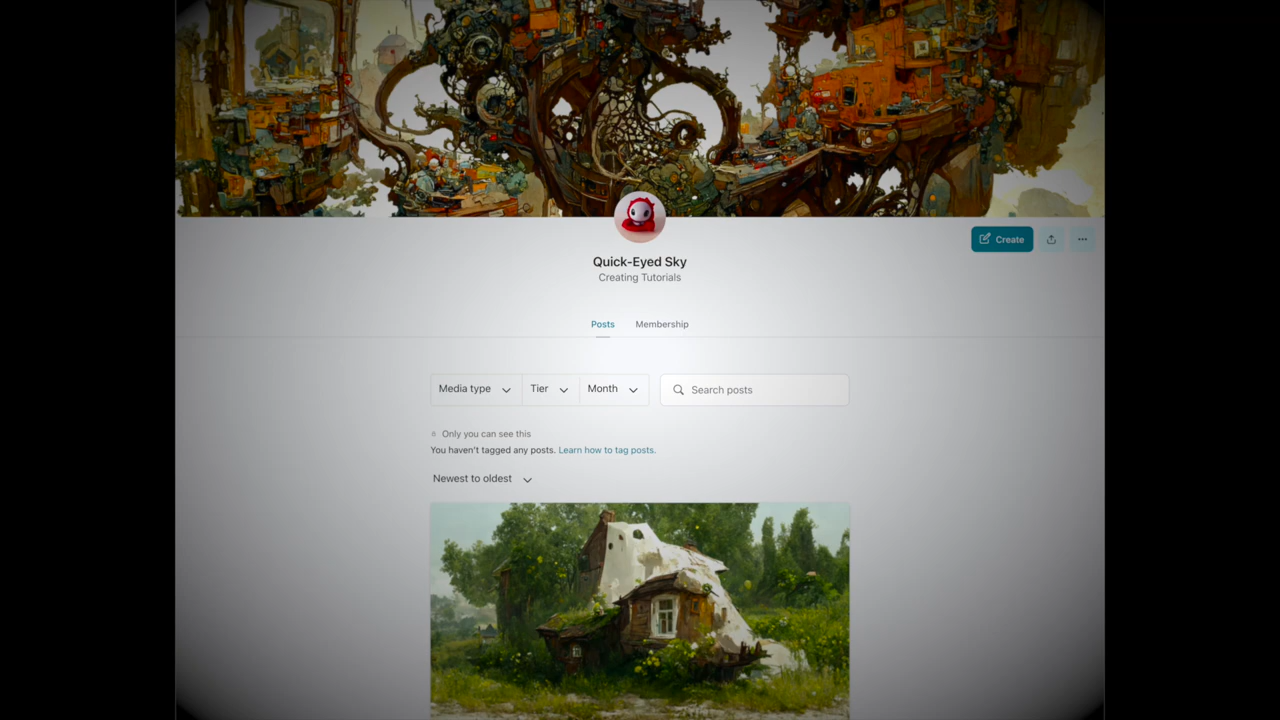 Create
Quick-Eyed Sky
Creating Tutorials
Posts Membership
Media type Tier Month Search posts
Only you can see this
You haven't tagged any posts. Learn how to tag posts.
Newest to oldest